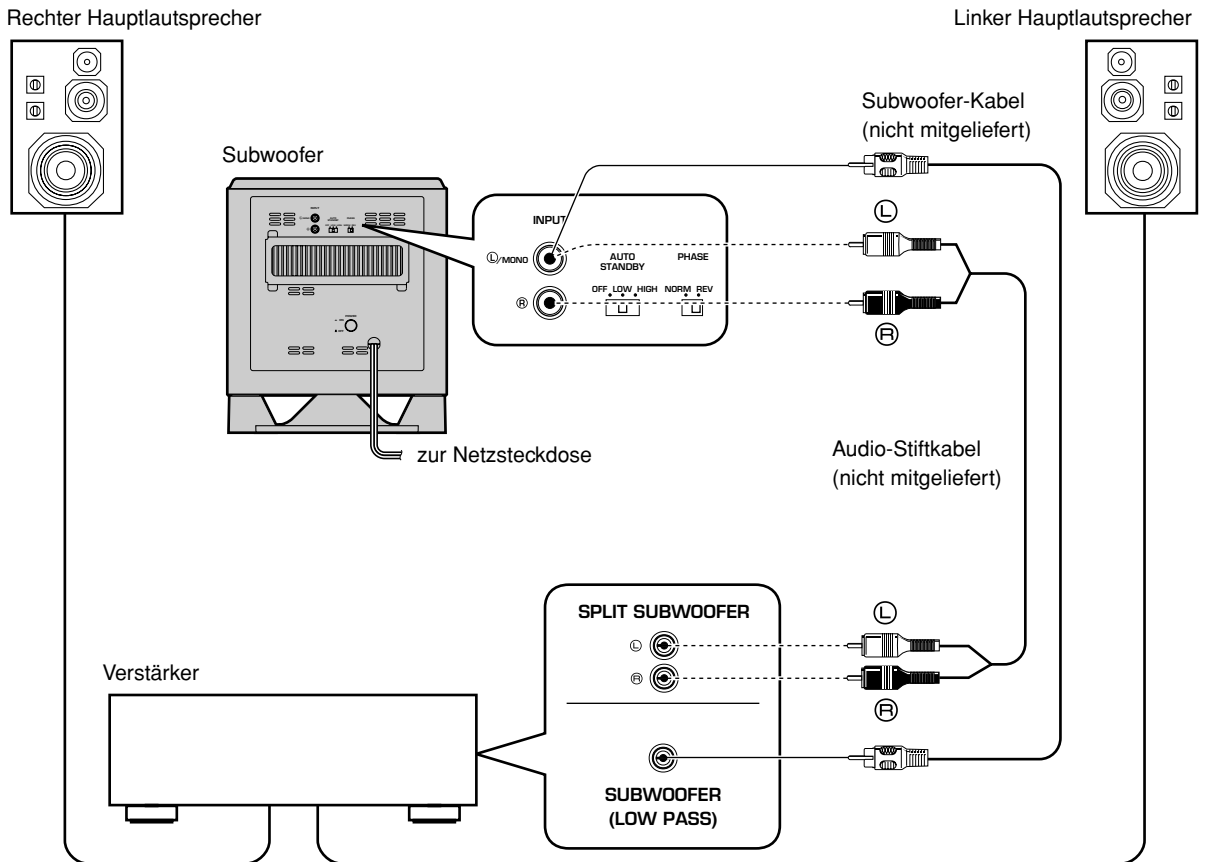 Rechter Hauptlautsprecher
Linker Hauptlautsprecher
Subwoofer-Kabel
(nicht mitgeliefert)
Subwoofer
INPUT
Ⓛ/MONO
AUTO
STANDBY
PHASE
Ⓡ
OFF LOW HIGH
NORM REV
Ⓛ
Ⓡ
zur Netzsteckdose
Audio-Stiftkabel
(nicht mitgeliefert)
SPLIT SUBWOOFER
Ⓛ
Ⓡ
Ⓛ
Ⓡ
Verstärker
SUBWOOFER
(LOW PASS)